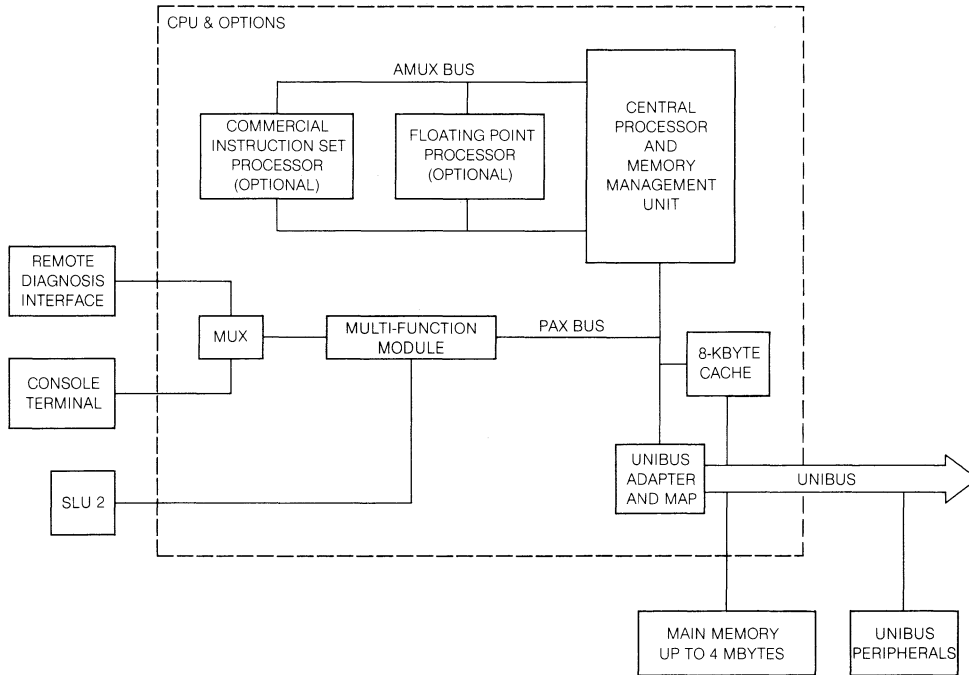 CPU & OPTIONS
AMUX BUS
COMMERCIAL
INSTRUCTION SET
PROCESSOR
(OPTIONAL)
FLOATING POINT
PROCESSOR
(OPTIONAL)
CENTRAL
PROCESSOR
AND
MEMORY
MANAGEMENT
UNIT
REMOTE
DIAGNOSIS
INTERFACE
MUX
MULTI-FUNCTION
MODULE
PAX BUS
8-KBYTE
CACHE
CONSOLE
TERMINAL
SLU 2
UNIBUS
ADAPTER
AND MAP
UNIBUS
MAIN MEMORY
UP TO 4 MBYTES
UNIBUS
PERIPHERALS